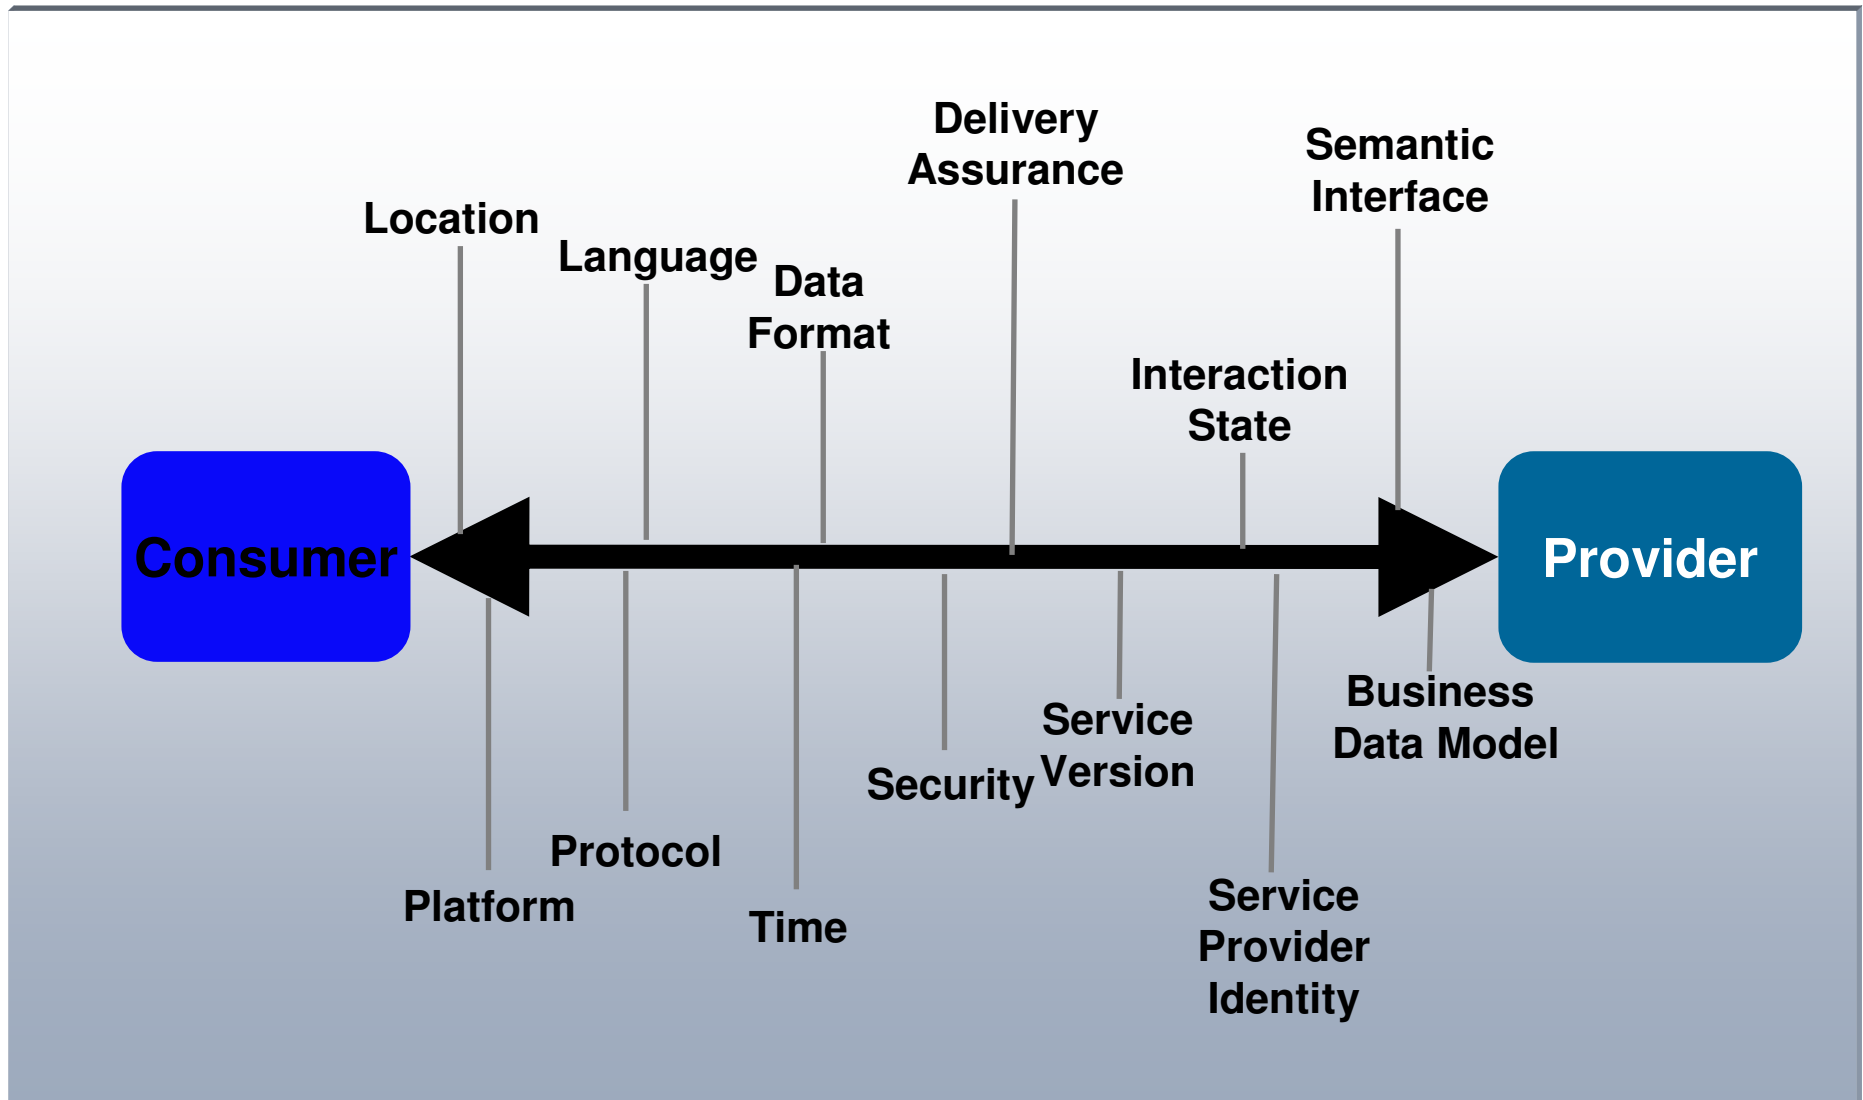 Delivery
Assurance
Semantic
Interface
Location
Language
Data
Format
Interaction
State
Consumer
Provider
Business
Data Model
Service
Version
Security
Protocol
Platform
Time
Service
Provider
Identity